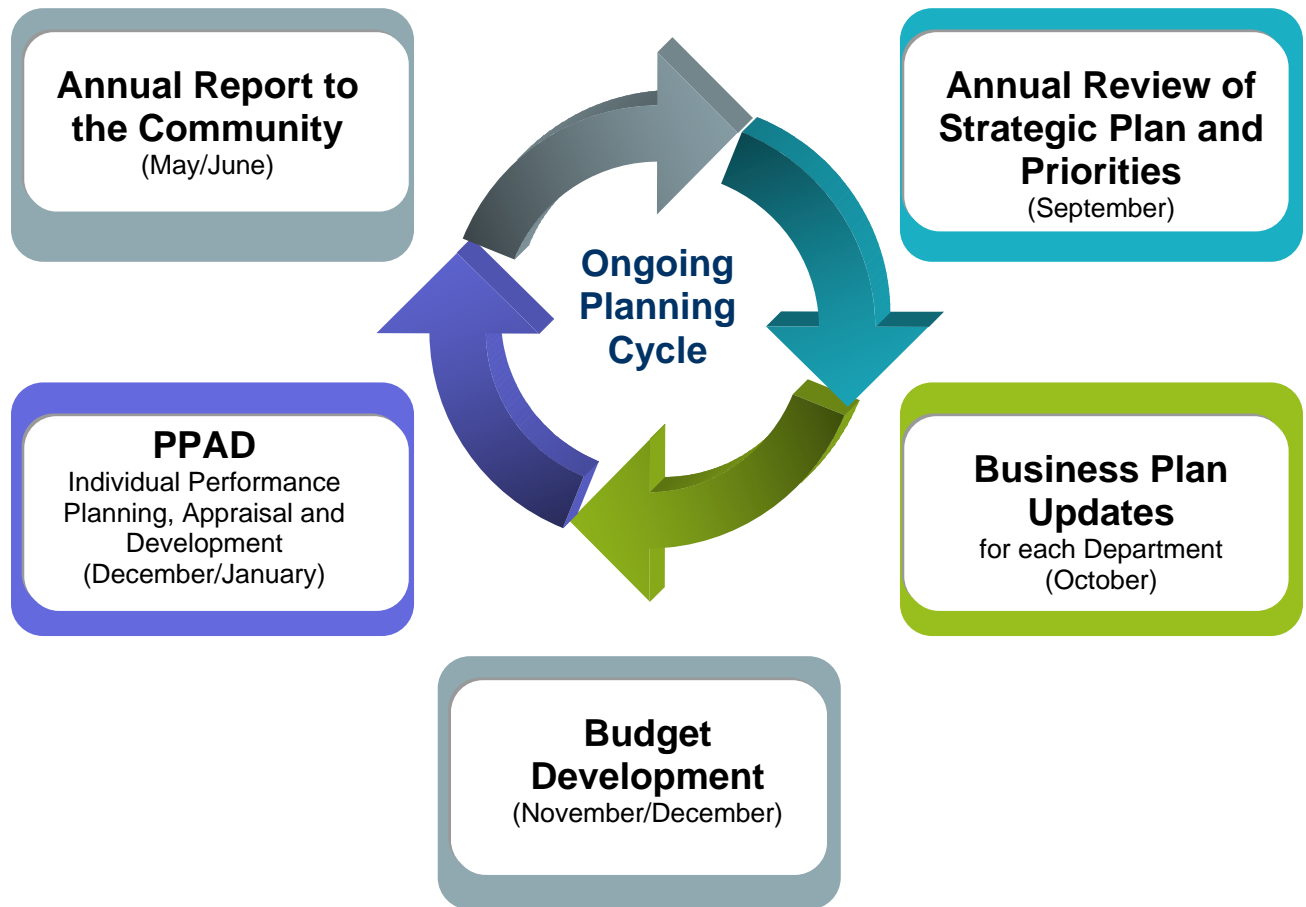 Annual Report to
the Community
(May/June)
Annual Review of
Strategic Plan and
Priorities
(September)
Ongoing
Planning
Cycle
PPAD
Individual Performance
Planning, Appraisal and
Development
(December/January)
Business Plan
Updates
for each Department
(October)
Budget
Development
(November/December)